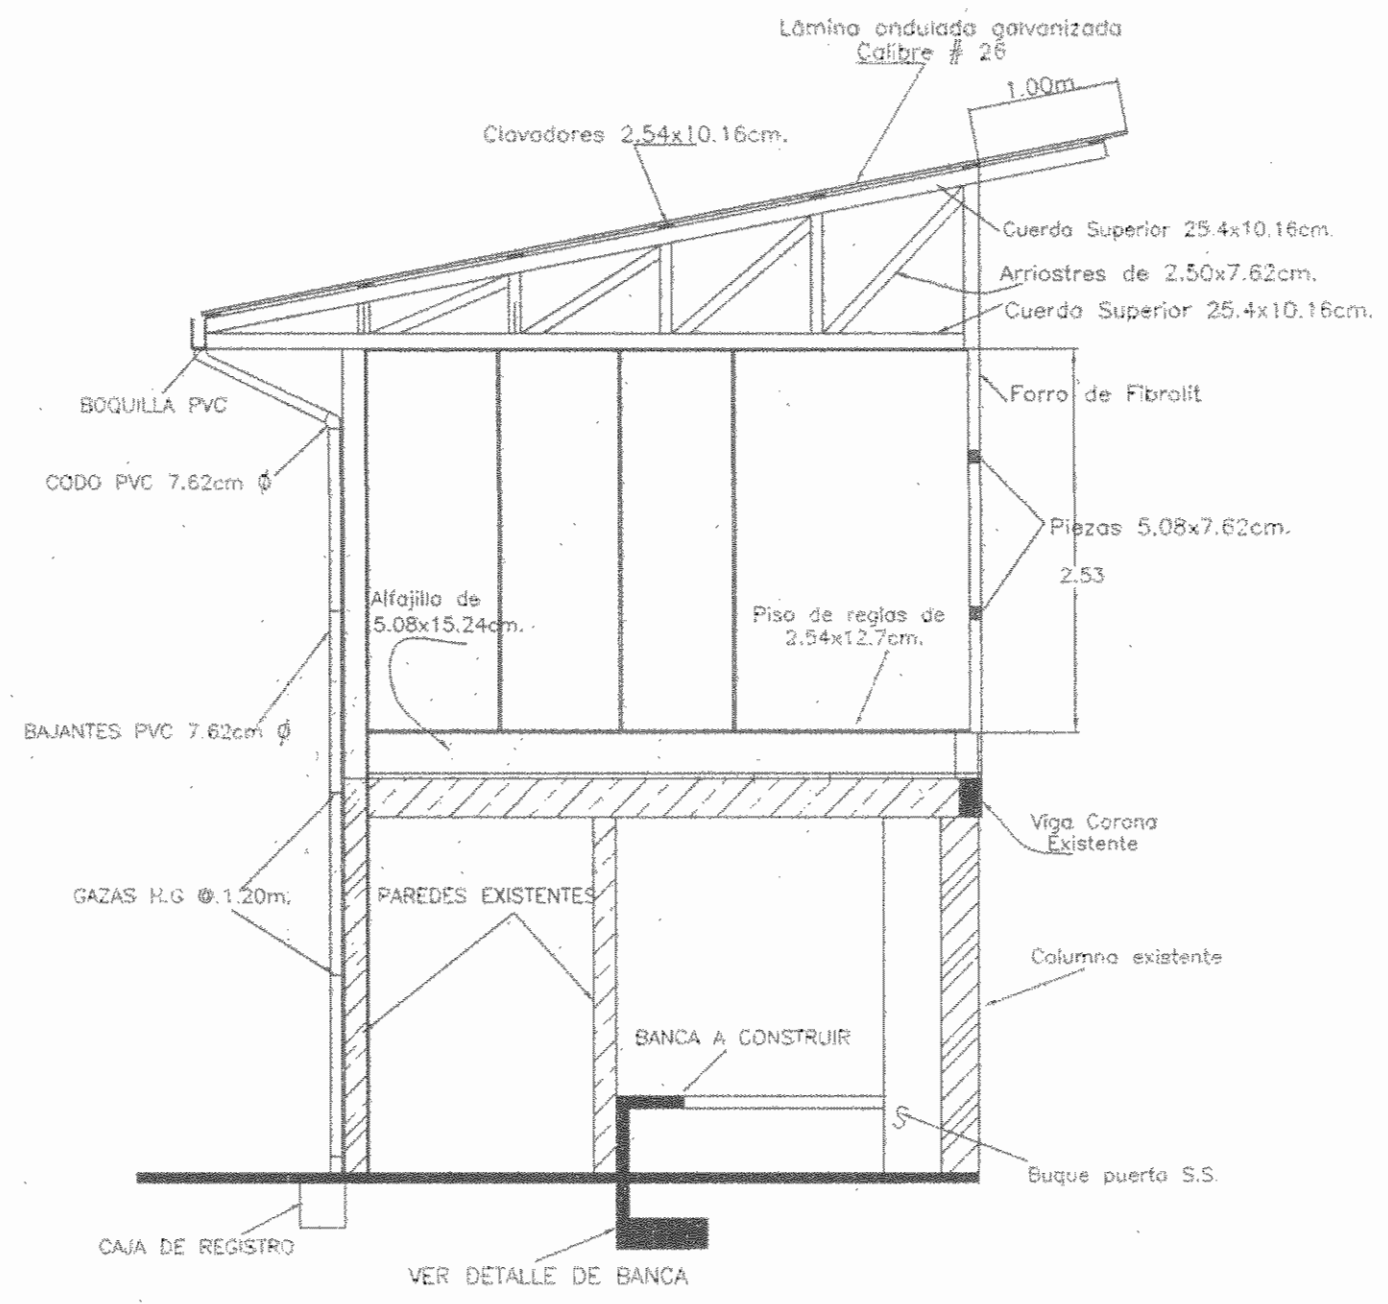 Lámina ondulada galvanizada
Calibre # 26
1.00m
Clavadores 2.54x10.16cm.
Cuerda Superior 25.4x10.16cm.
Arriostres de 2.50x7.62cm.
Cuerda Superior 25.4x10.16cm.
BOQUILLA PVC
Forro de Fibrolit
CODO PVC 7.62cm ϕ
Piezas 5.08x7.62cm.
2.53
Alfajilla de
5.08x15.24cm.
Piso de reglas de
2.54x12.7cm.
BAJANTES PVC 7.62cm ϕ
Viga Corona
Existente
GAZAS H.G @ 1.20m.
PAREDES EXISTENTES
Columna existente
BANCA A CONSTRUIR
S
Buque puerta S.S.
CAJA DE REGISTRO
VER DETALLE DE BANCA